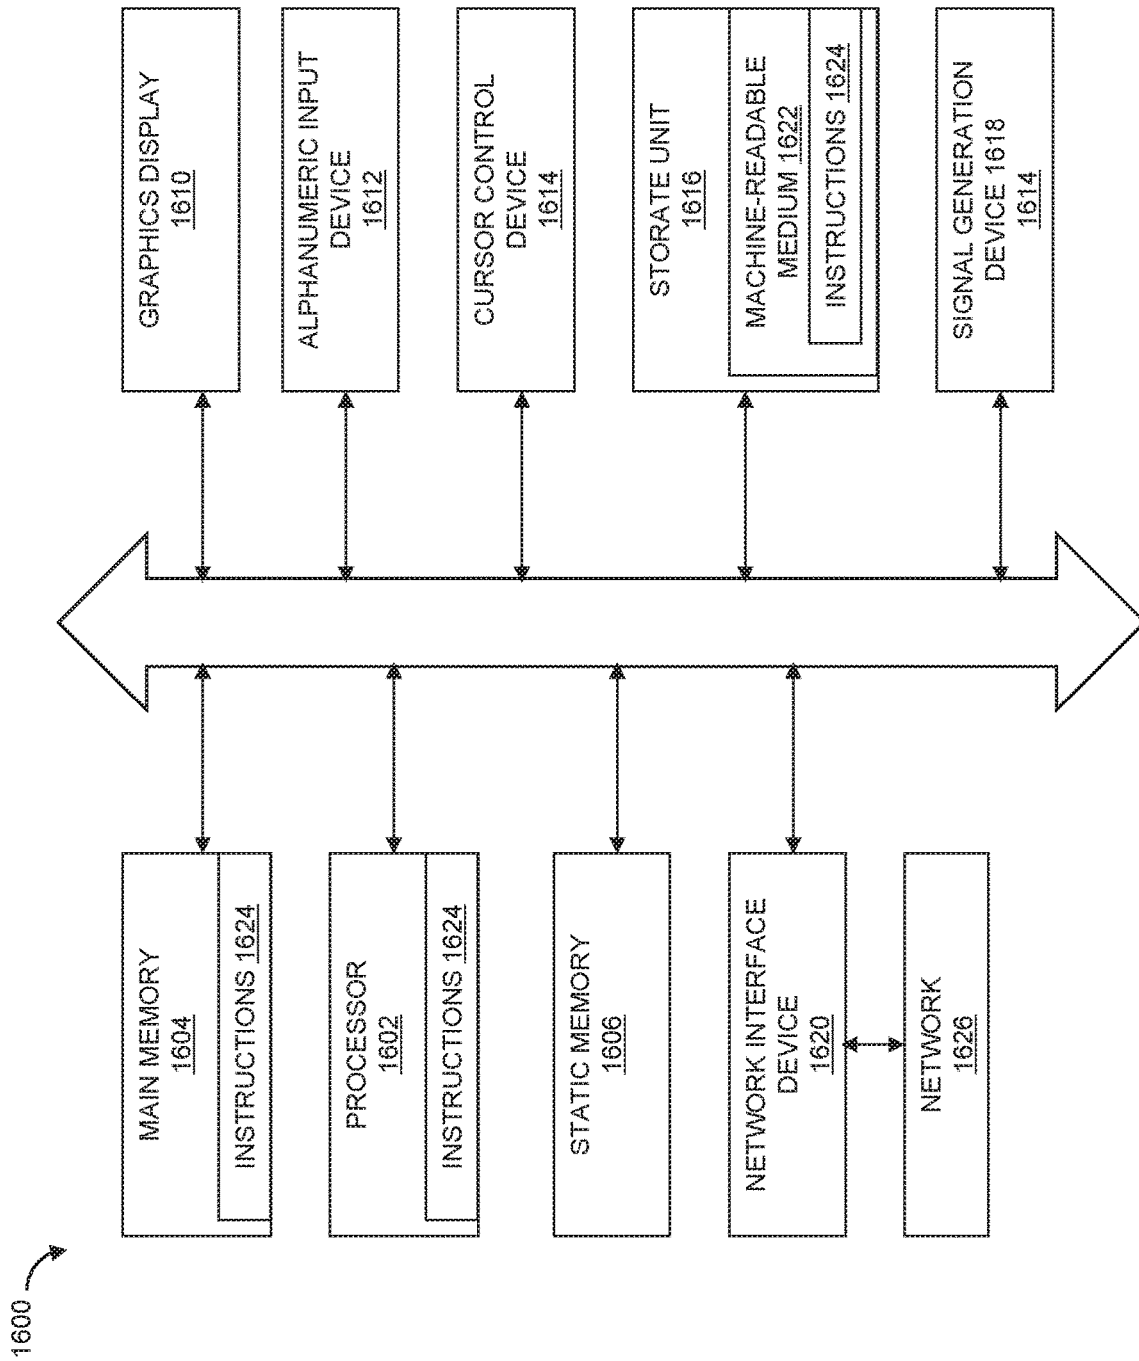 1600
MAIN MEMORY
1604
INSTRUCTIONS 1624
PROCESSOR
1602
INSTRUCTIONS 1624
STATIC MEMORY
1606
NETWORK INTERFACE
DEVICE
1620
NETWORK
1626
GRAPHICS DISPLAY
1610
ALPHANUMERIC INPUT
DEVICE
1612
CURSOR CONTROL
DEVICE
1614
STORATE UNIT
1616
MACHINE-READABLE
MEDIUM 1622
INSTRUCTIONS 1624
SIGNAL GENERATION
DEVICE 1618
1614